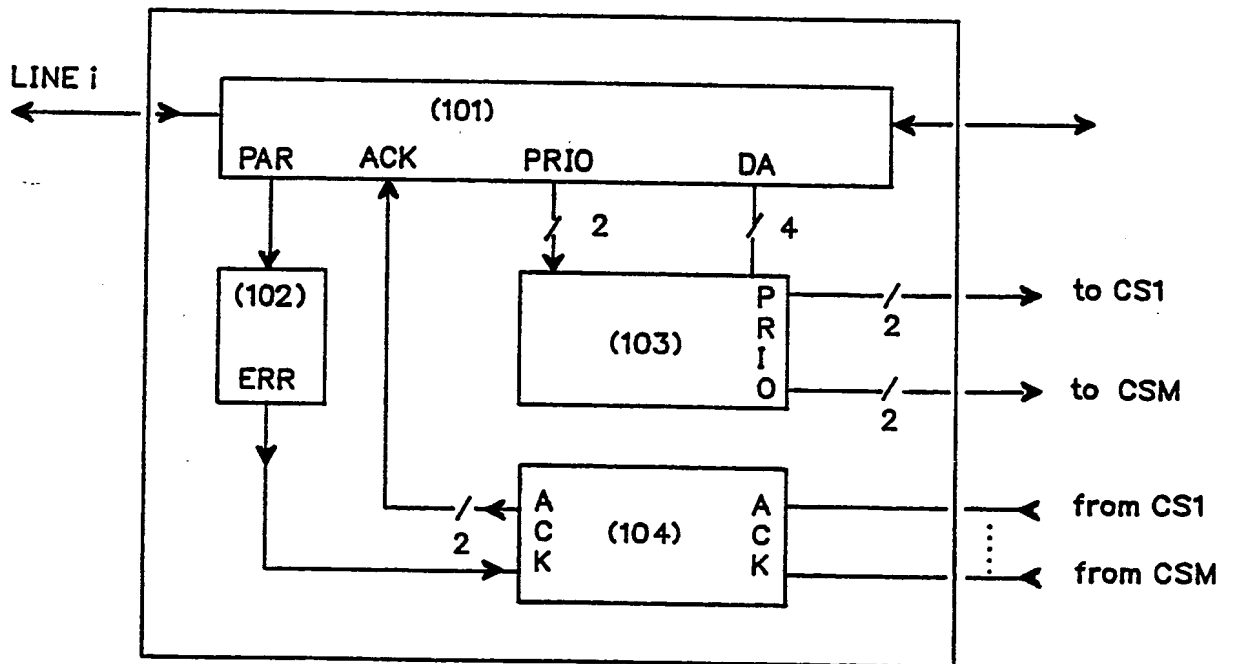 LINE i
(101)
PAR ACK PRIO DA
2 4
(102)
ERR
(103)
PRIO
to CS1
2
to CSM
2
ACK
(104)
ACK
2
from CS1
from CSM